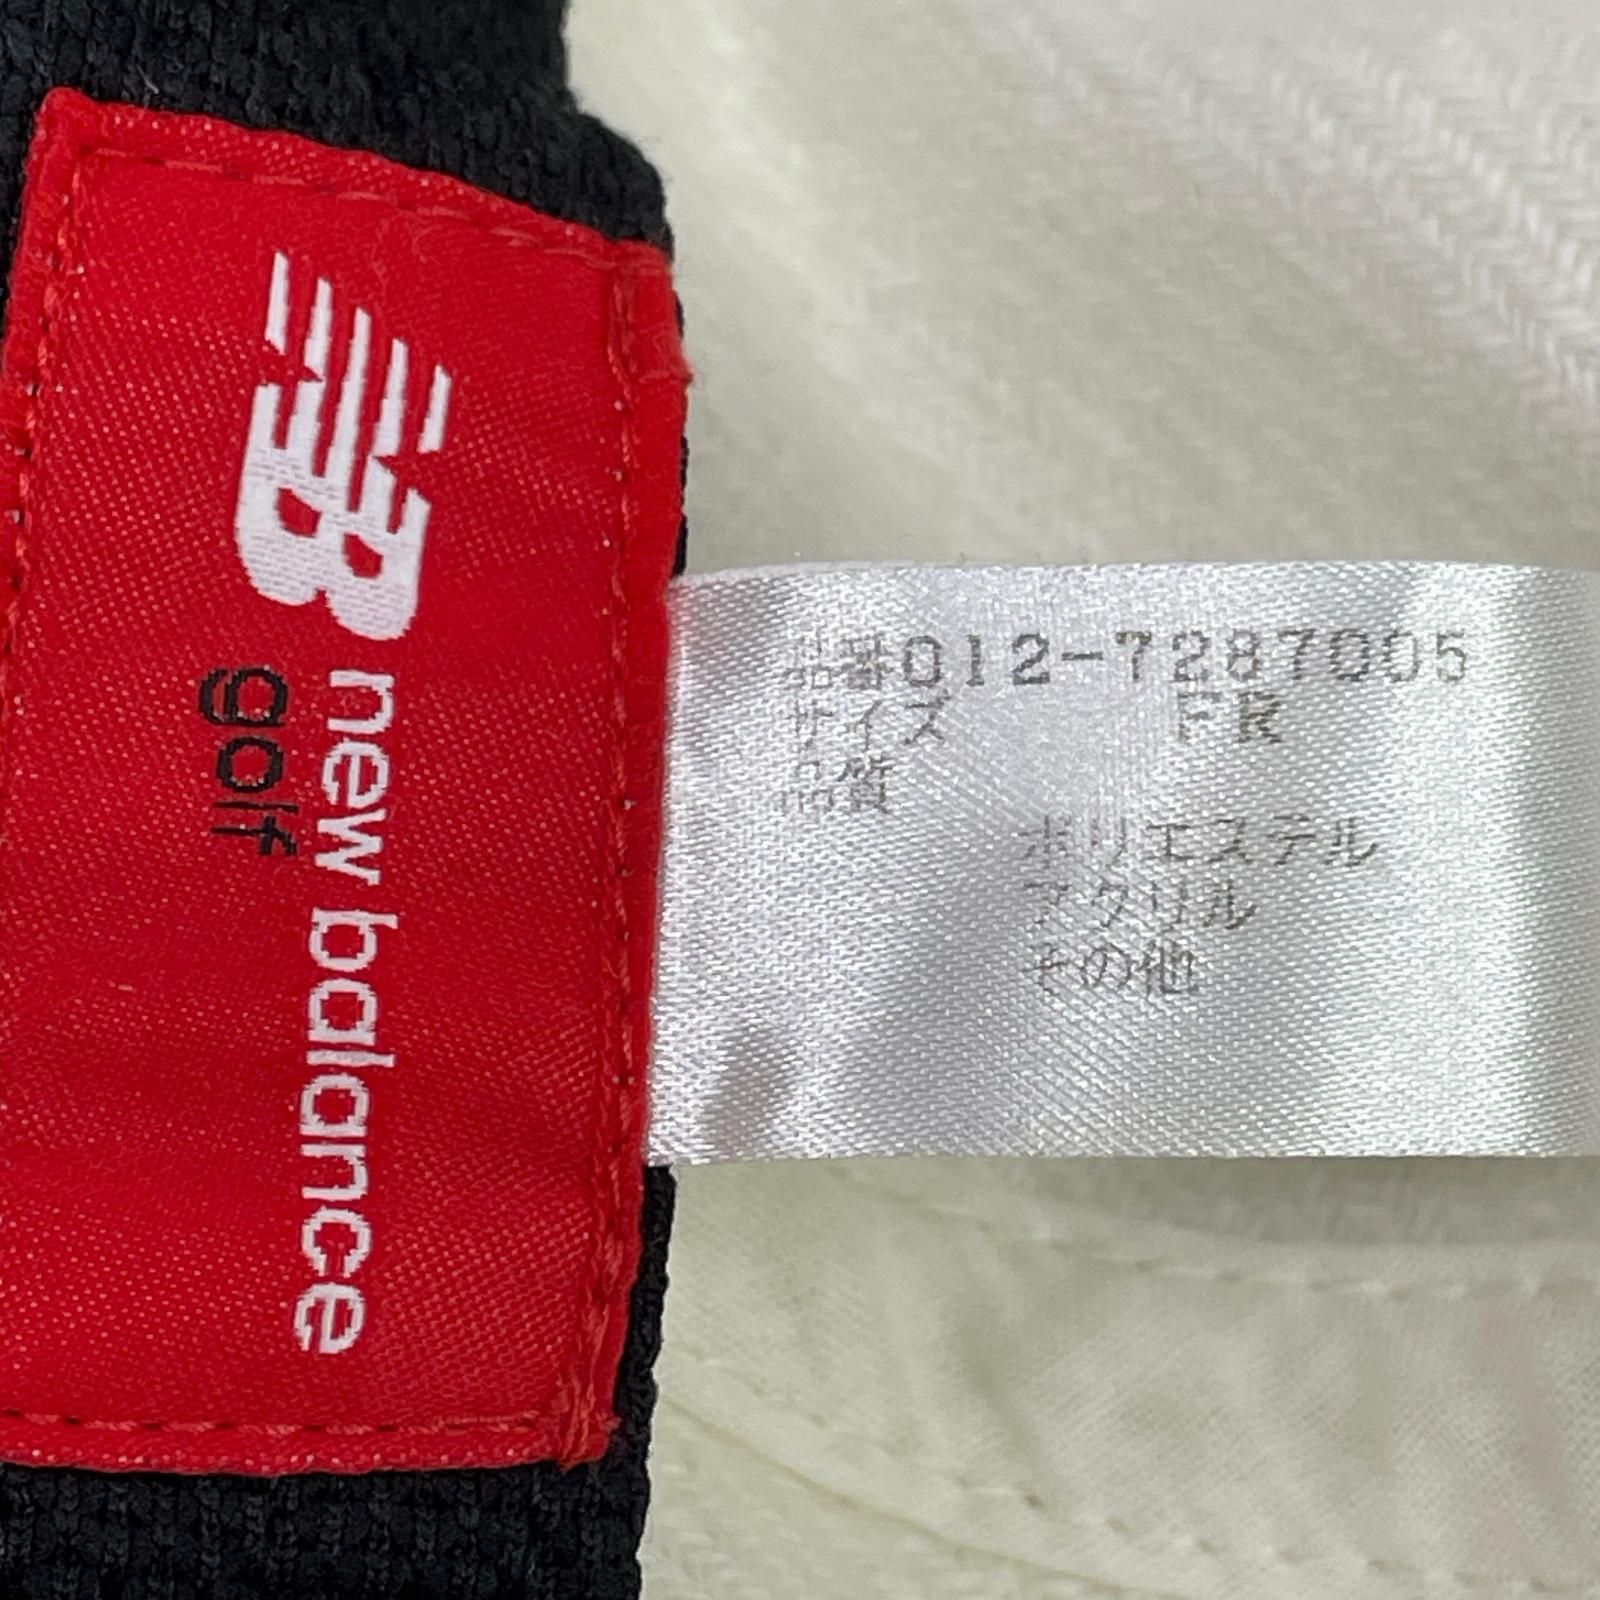 NB
new balance
golf
品番012-7287005
サイズ FR
品質
ポリエステル
アクリル
その他